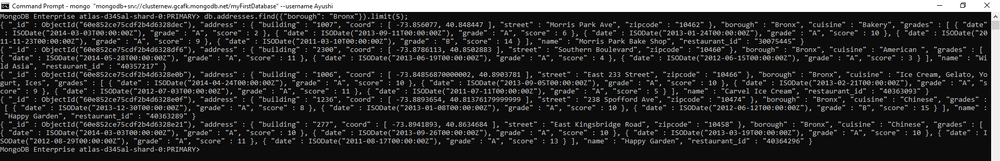 Command Prompt - mongo "mongodb+srv://clusternew.gcafk.mongodb.net/myFirstDatabase" --username Ayushi
MongoDB Enterprise atlas-d345al-shard-0:PRIMARY> db.addresses.find({"borough": "Bronx"}).limit(5);
{ "_id" : ObjectId("60e852ce75cdf2b4d6328dec"), "address" : { "building" : "1007", "coord" : [ -73.856077, 40.848447 ], "street" : "Morris Park Ave", "zipcode" : "10462" }, "borough" : "Bronx", "cuisine" : "Bakery", "grades" : [ { "date"
: ISODate("2014-03-03T00:00:00Z"), "grade" : "A", "score" : 2 }, { "date" : ISODate("2013-09-11T00:00:00Z"), "grade" : "A", "score" : 6 }, { "date" : ISODate("2013-01-24T00:00:00Z"), "grade" : "A", "score" : 10 }, { "date" : ISODate("20
11-11-23T00:00:00Z"), "grade" : "A", "score" : 9 }, { "date" : ISODate("2011-03-10T00:00:00Z"), "grade" : "B", "score" : 14 } ], "name" : "Morris Park Bake Shop", "restaurant_id" : "30075445" }
{ "_id" : ObjectId("60e852ce75cdf2b4d6328df6"), "address" : { "building" : "2300", "coord" : [ -73.8786113, 40.8502883 ], "street" : "Southern Boulevard", "zipcode" : "10460" }, "borough" : "Bronx", "cuisine" : "American ", "grades" : [
{ "date" : ISODate("2014-05-28T00:00:00Z"), "grade" : "A", "score" : 11 }, { "date" : ISODate("2013-06-19T00:00:00Z"), "grade" : "A", "score" : 4 }, { "date" : ISODate("2012-06-15T00:00:00Z"), "grade" : "A", "score" : 3 } ], "name" : "Wi
ld Asia", "restaurant_id" : "40357217" }
{ "_id" : ObjectId("60e852ce75cdf2b4d6328e0b"), "address" : { "building" : "1006", "coord" : [ -73.84856870000002, 40.8903781 ], "street" : "East 233 Street", "zipcode" : "10466" }, "borough" : "Bronx", "cuisine" : "Ice Cream, Gelato, Yo
gurt, Ices", "grades" : [ { "date" : ISODate("2014-04-24T00:00:00Z"), "grade" : "A", "score" : 10 }, { "date" : ISODate("2013-09-05T00:00:00Z"), "grade" : "A", "score" : 10 }, { "date" : ISODate("2013-02-21T00:00:00Z"), "grade" : "A", "s
core" : 9 }, { "date" : ISODate("2012-07-03T00:00:00Z"), "grade" : "A", "score" : 11 }, { "date" : ISODate("2011-07-11T00:00:00Z"), "grade" : "A", "score" : 5 } ], "name" : "Carvel Ice Cream", "restaurant_id" : "40363093" }
{ "_id" : ObjectId("60e852ce75cdf2b4d6328e0f"), "address" : { "building" : "1236", "coord" : [ -73.8893654, 40.81376179999999 ], "street" : "238 Spofford Ave", "zipcode" : "10474" }, "borough" : "Bronx", "cuisine" : "Chinese", "grades" :
[ { "date" : ISODate("2013-12-30T00:00:00Z"), "grade" : "A", "score" : 8 }, { "date" : ISODate("2013-01-08T00:00:00Z"), "grade" : "A", "score" : 10 }, { "date" : ISODate("2012-06-12T00:00:00Z"), "grade" : "B", "score" : 15 } ], "name" :
"Happy Garden", "restaurant_id" : "40363289" }
{ "_id" : ObjectId("60e852ce75cdf2b4d6328e21"), "address" : { "building" : "277", "coord" : [ -73.8941893, 40.8634684 ], "street" : "East Kingsbridge Road", "zipcode" : "10458" }, "borough" : "Bronx", "cuisine" : "Chinese", "grades" : [
{ "date" : ISODate("2014-03-03T00:00:00Z"), "grade" : "A", "score" : 10 }, { "date" : ISODate("2013-09-26T00:00:00Z"), "grade" : "A", "score" : 10 }, { "date" : ISODate("2013-03-19T00:00:00Z"), "grade" : "A", "score" : 10 }, { "date" : I
SODate("2012-08-29T00:00:00Z"), "grade" : "A", "score" : 11 }, { "date" : ISODate("2011-08-17T00:00:00Z"), "grade" : "A", "score" : 13 } ], "name" : "Happy Garden", "restaurant_id" : "40364296" }
MongoDB Enterprise atlas-d345al-shard-0:PRIMARY>